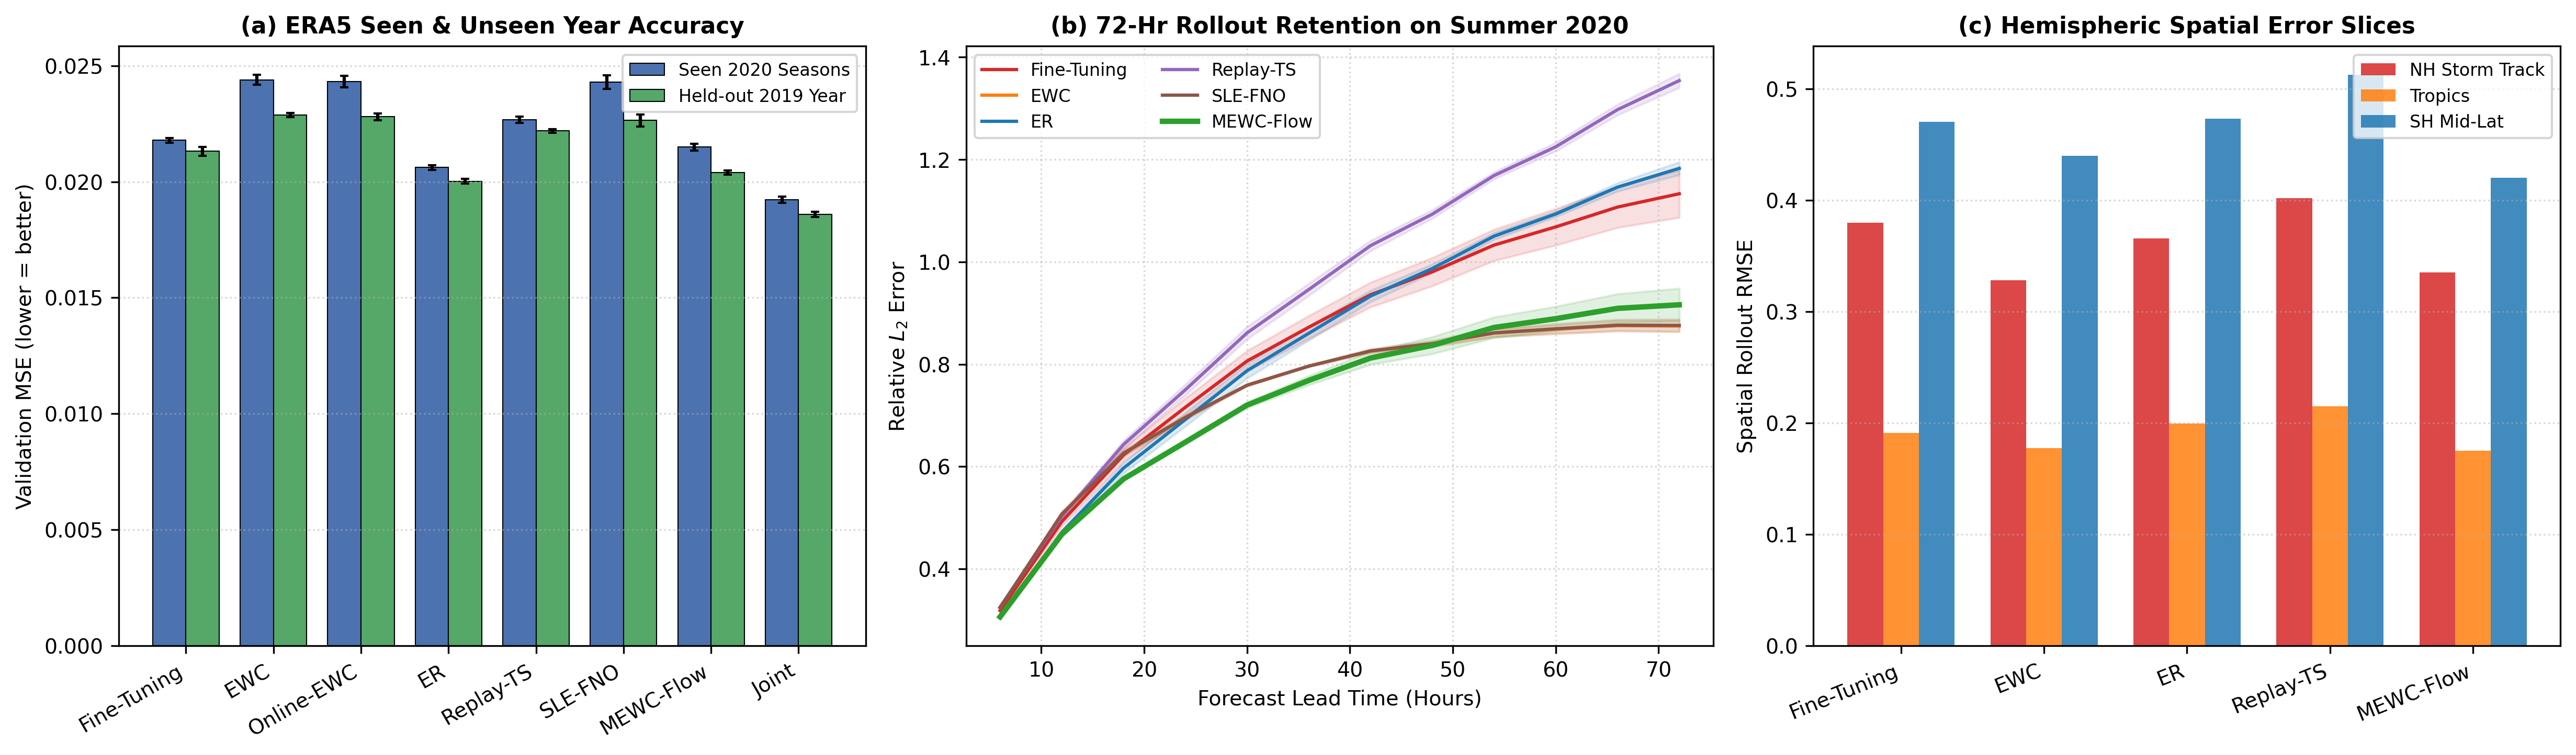 (a) ERA5 Seen & Unseen Year Accuracy
Validation MSE (lower = better)
0.025
0.020
0.015
0.010
0.005
0.000
Seen 2020 Seasons
Held-out 2019 Year
Fine-Tuning
EWC
Online-EWC
ER
Replay-TS
SLE-FNO
MEWC-Flow
Joint
(b) 72-Hr Rollout Retention on Summer 2020
Relative L₂ Error
1.4
1.2
1.0
0.8
0.6
0.4
Fine-Tuning
EWC
ER
Replay-TS
SLE-FNO
MEWC-Flow
10
20
30
40
50
60
70
Forecast Lead Time (Hours)
(c) Hemispheric Spatial Error Slices
Spatial Rollout RMSE
0.5
0.4
0.3
0.2
0.1
0.0
NH Storm Track
Tropics
SH Mid-Lat
Fine-Tuning
EWC
ER
Replay-TS
MEWC-Flow